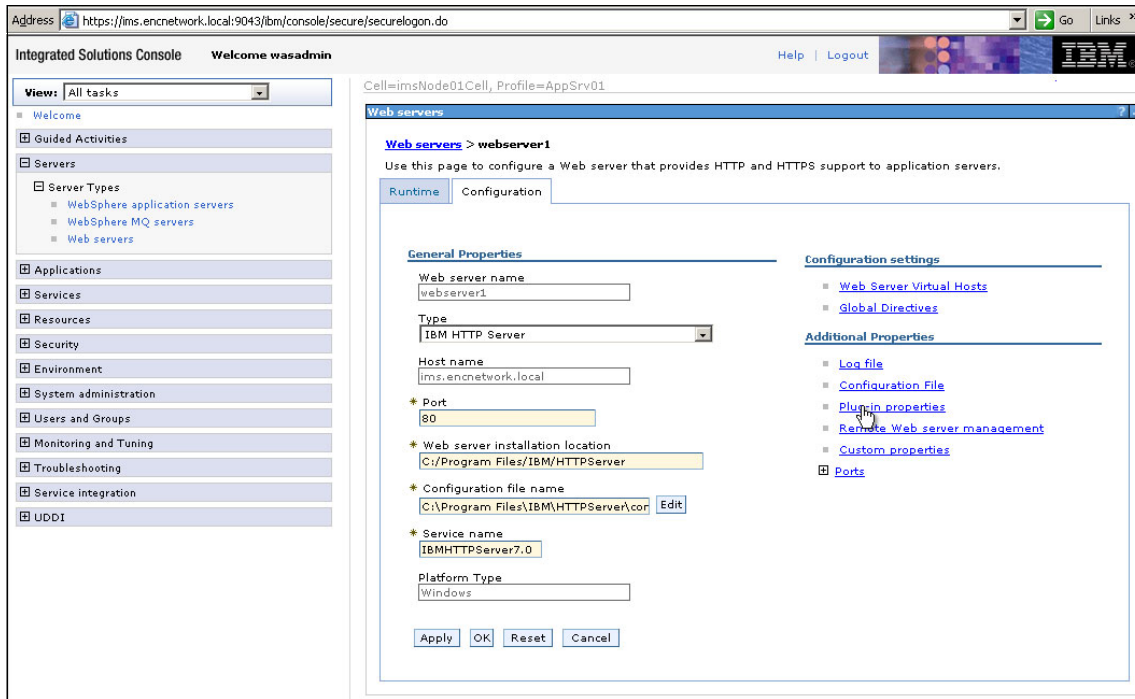 Address https://ims.encnetwork.local:9043/ibm/console/secure/securelogon.do Go Links »
Integrated Solutions Console Welcome wasadmin Help | Logout IBM
View: All tasks
Cell=imsNode01Cell, Profile=AppSrv01
Welcome
Guided Activities
Servers
Server Types
WebSphere application servers
WebSphere MQ servers
Web servers
Applications
Services
Resources
Security
Environment
System administration
Users and Groups
Monitoring and Tuning
Troubleshooting
Service integration
UDDI
Web servers ?
Web servers > webserver1
Use this page to configure a Web server that provides HTTP and HTTPS support to application servers.
Runtime Configuration
General Properties
Web server name
webserver1
Type
IBM HTTP Server
Host name
ims.encnetwork.local
* Port
80
* Web server installation location
C:/Program Files/IBM/HTTPServer
* Configuration file name
C:\Program Files\IBM\HTTPServer\cor Edit
* Service name
IBMHTTPServer7.0
Platform Type
Windows
Apply OK Reset Cancel
Configuration settings
Web Server Virtual Hosts
Global Directives
Additional Properties
Log file
Configuration File
Plug-in properties
Remote Web server management
Custom properties
Ports